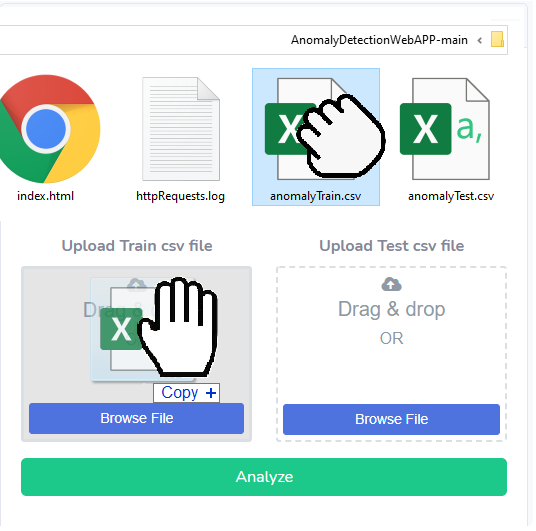 AnomalyDetectionWebAPP-main ‹
index.html
httpRequests.log
X
anomalyTrain.csv
X a,
anomalyTest.csv
Upload Train csv file
Upload Test csv file
Drag &
X
Copy +
Browse File
Drag & drop
OR
Browse File
Analyze